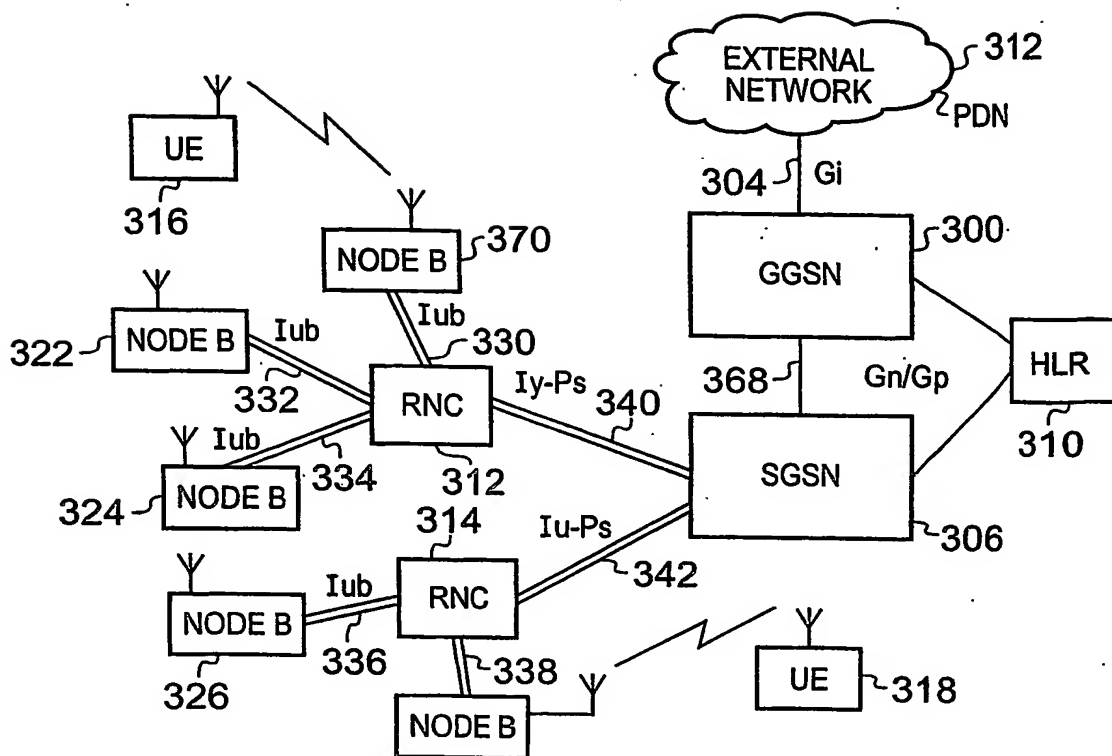 EXTERNAL
NETWORK
312
PDN
304
Gi
UE
316
NODE B
370
GGSN
300
322
NODE B
Iub
332
Iub
330
RNC
312
Iy-Ps
340
368
Gn/Gp
HLR
310
Iub
334
324
NODE B
SGSN
306
314
RNC
Iu-Ps
342
Iub
336
NODE B
326
338
NODE B
UE
318